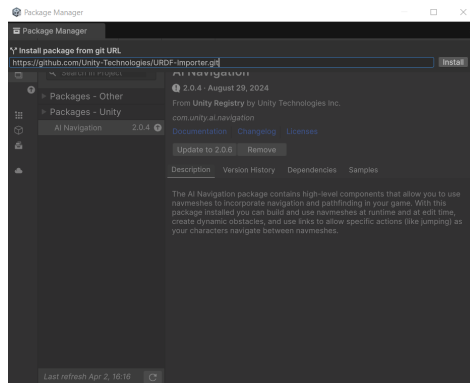 Package Manager
Package Manager
Install package from git URL
https://github.com/Unity-Technologies/URDF-Importer.git
Install
Search in Project
Packages - Other
Packages - Unity
AI Navigation 2.0.4
Last refresh Apr 2, 16:16
AI Navigation
2.0.4 · August 29, 2024
From Unity Registry by Unity Technologies Inc.
com.unity.ai.navigation
Documentation Changelog Licenses
Update to 2.0.6 Remove
Description Version History Dependencies Samples
The AI Navigation package contains high-level components that allow you to use
navmeshes to incorporate navigation and pathfinding in your game. With this
package installed you can build and use navmeshes at runtime and at edit time,
create dynamic obstacles, and use links to allow specific actions (like jumping) as
your characters navigate between navmeshes.